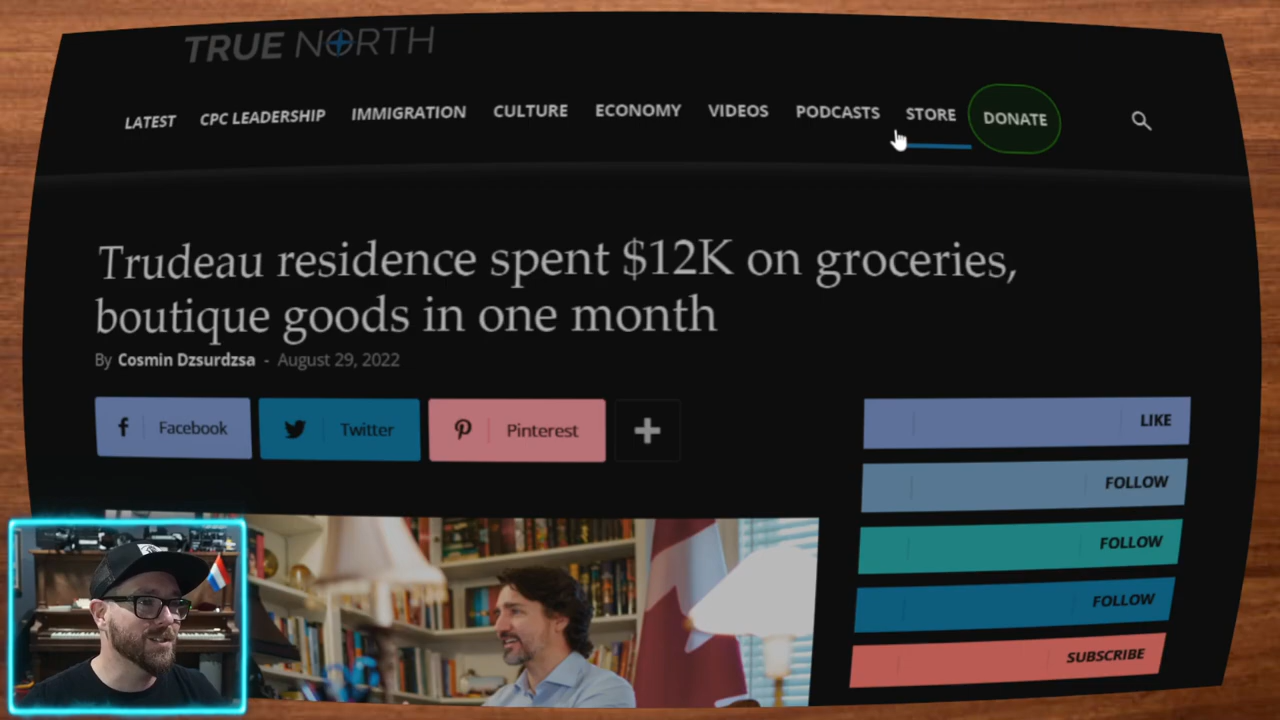 TRUE NORTH
LATEST CPC LEADERSHIP IMMIGRATION CULTURE ECONOMY VIDEOS PODCASTS STORE DONATE
Trudeau residence spent $12K on groceries,
boutique goods in one month
By Cosmin Dzsurdzsa - August 29, 2022
Facebook Twitter Pinterest
LIKE
FOLLOW
FOLLOW
FOLLOW
SUBSCRIBE